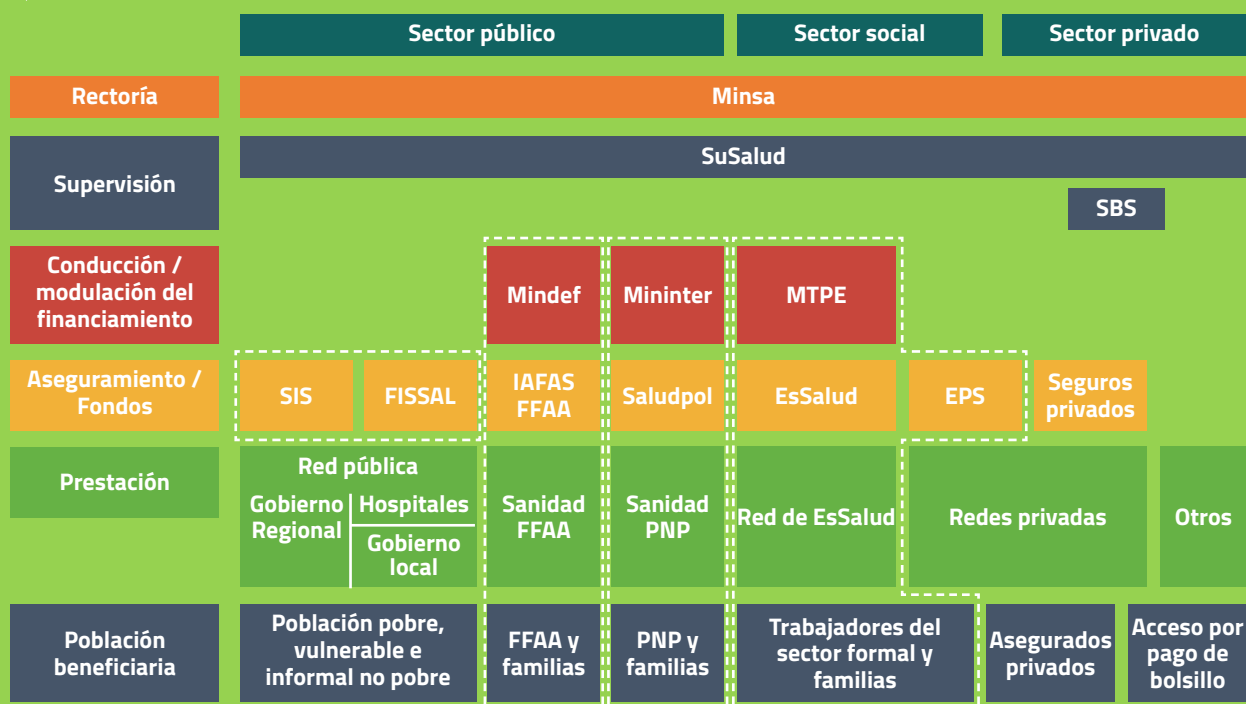 Sector público
Sector social
Sector privado
Rectoría
Minsa
Supervisión
SuSalud
SBS
Conducción /
modulación del
financiamiento
Mindef
Mininter
MTPE
Aseguramiento /
Fondos
SIS
FISSAL
IAFAS
FFAA
Saludpol
EsSalud
EPS
Seguros
privados
Prestación
Red pública
Gobierno
Regional
Hospitales
Gobierno
local
Sanidad
FFAA
Sanidad
PNP
Red de EsSalud
Redes privadas
Otros
Población
beneficiaria
Población pobre,
vulnerable e
informal no pobre
FFAA y
familias
PNP y
familias
Trabajadores del
sector formal y
familias
Asegurados
privados
Acceso por
pago de
bolsillo